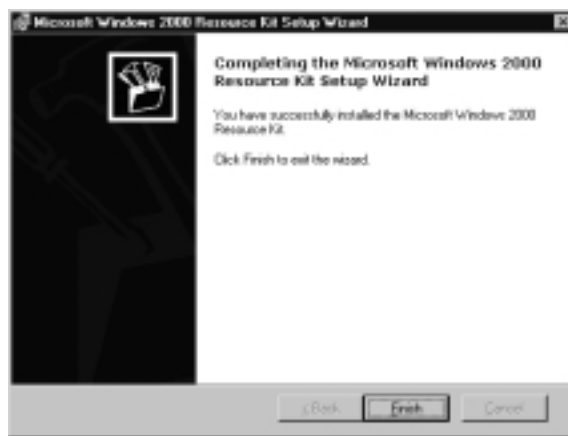 Microsoft Windows 2000 Resource Kit Setup Wizard
Completing the Microsoft Windows 2000
Resource Kit Setup Wizard
You have successfully installed the Microsoft Windows 2000
Resource Kit.
Click Finish to exit the wizard.
< Back Finish Cancel